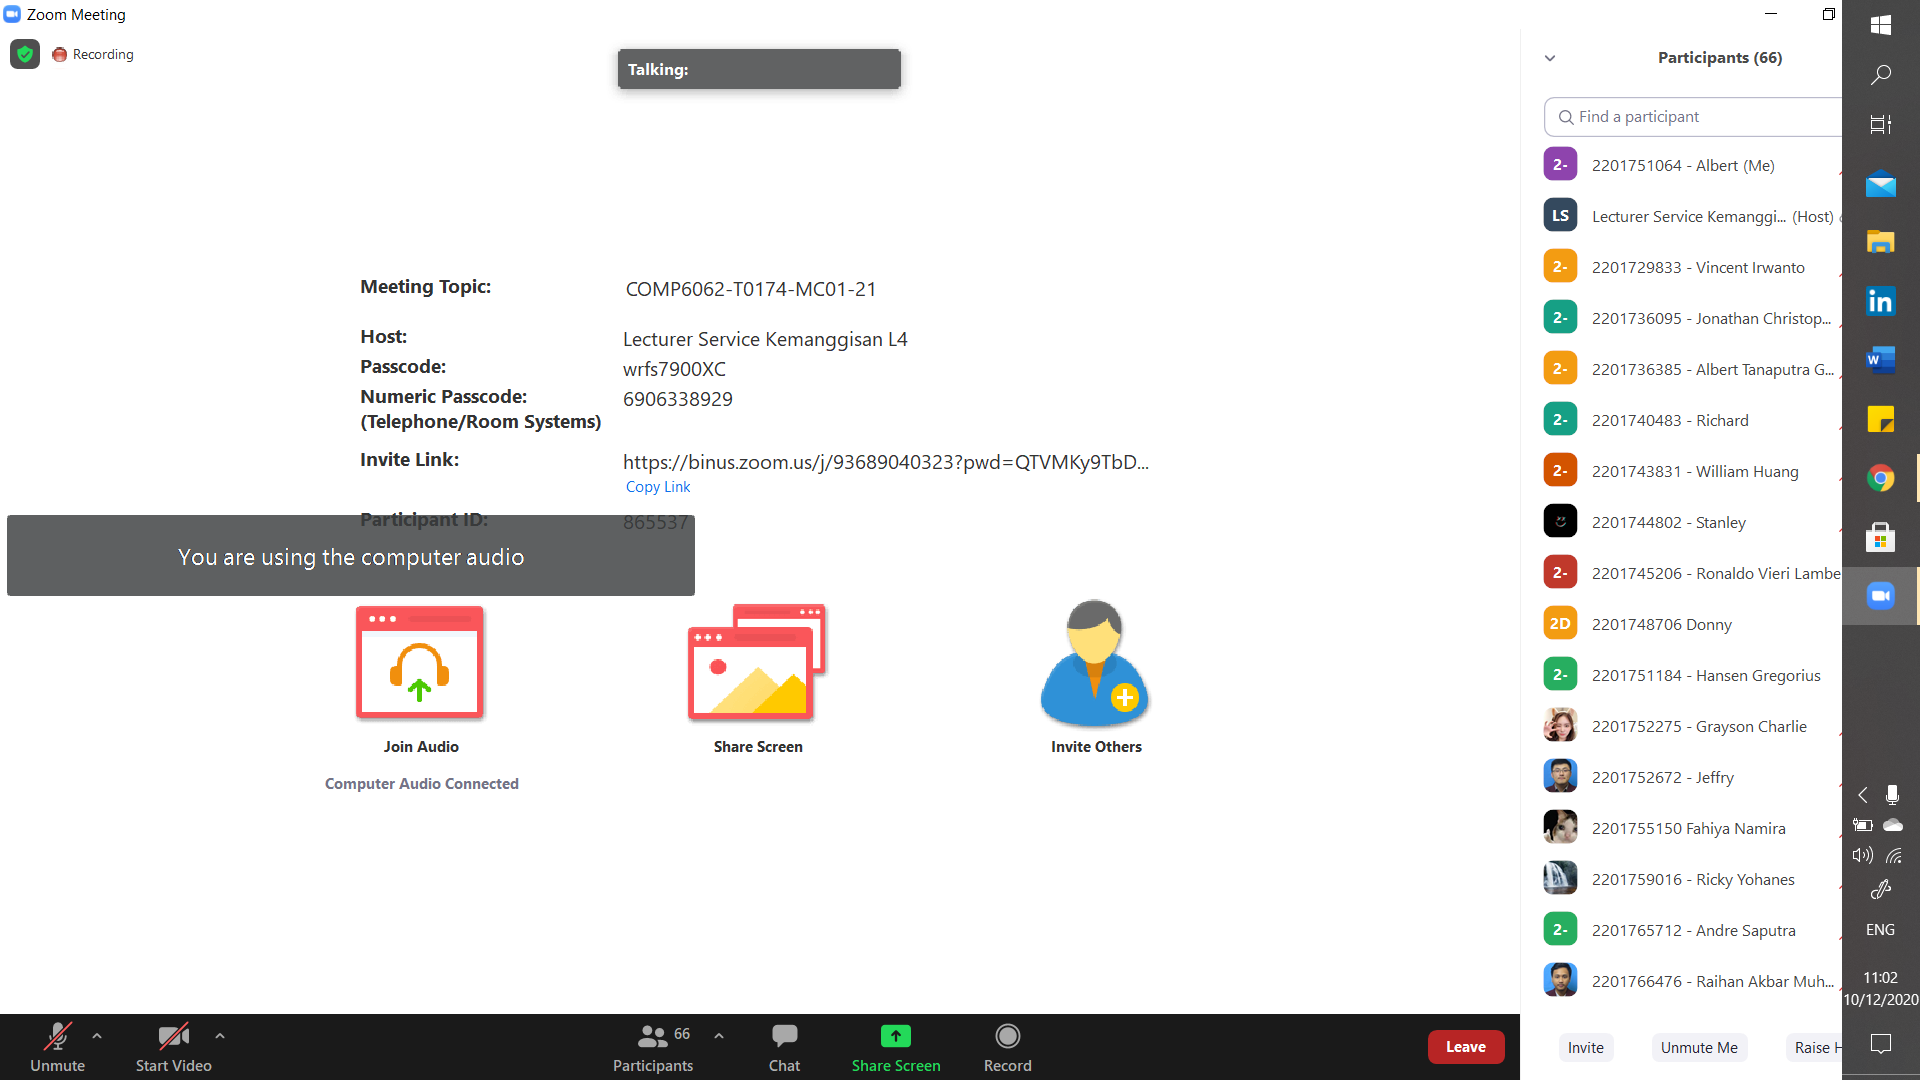 Zoom Meeting
Recording
Talking:
Meeting Topic: COMP6062-T0174-MC01-21
Host: Lecturer Service Kemanggisan L4
Passcode: wrfs7900XC
Numeric Passcode: 6906338929
(Telephone/Room Systems)
Invite Link: https://binus.zoom.us/j/93689040323?pwd=QTVMKy9TbD...
Copy Link
Participant ID: 865537
You are using the computer audio
Join Audio
Share Screen
Invite Others
Computer Audio Connected
Participants (66)
Find a participant
2- 2201751064 - Albert (Me)
LS Lecturer Service Kemanggi... (Host)
2- 2201729833 - Vincent Irwanto
2- 2201736095 - Jonathan Christop...
2- 2201736385 - Albert Tanaputra G...
2- 2201740483 - Richard
2- 2201743831 - William Huang
2201744802 - Stanley
2- 2201745206 - Ronaldo Vieri Lambe
2D 2201748706 Donny
2- 2201751184 - Hansen Gregorius
2201752275 - Grayson Charlie
2201752672 - Jeffry
2201755150 Fahiya Namira
2201759016 - Ricky Yohanes
2- 2201765712 - Andre Saputra
2201766476 - Raihan Akbar Muh...
Invite
Unmute Me
Raise H
Unmute
Start Video
66
Participants
Chat
Share Screen
Record
Leave
in
W
ENG
11:02
10/12/2020